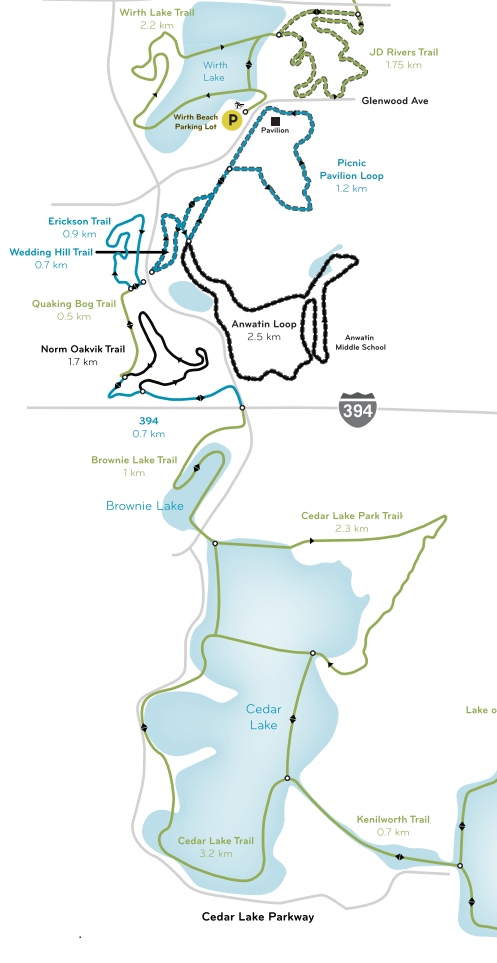 Wirth Lake Trail
2.2 km
JD Rivers Trail
1.75 km
Wirth
Lake
Glenwood Ave
Wirth Beach
Parking Lot
P
Pavilion
Picnic
Pavilion Loop
1.2 km
Erickson Trail
0.9 km
Wedding Hill Trail
0.7 km
Quaking Bog Trail
0.5 km
Anwatin Loop
2.5 km
Anwatin
Middle School
Norm Oakvik Trail
1.7 km
394
394
0.7 km
Brownie Lake Trail
1 km
Brownie Lake
Cedar Lake Park Trail
2.3 km
Cedar
Lake
Lake o
Kenilworth Trail
0.7 km
Cedar Lake Trail
3.2 km
Cedar Lake Parkway